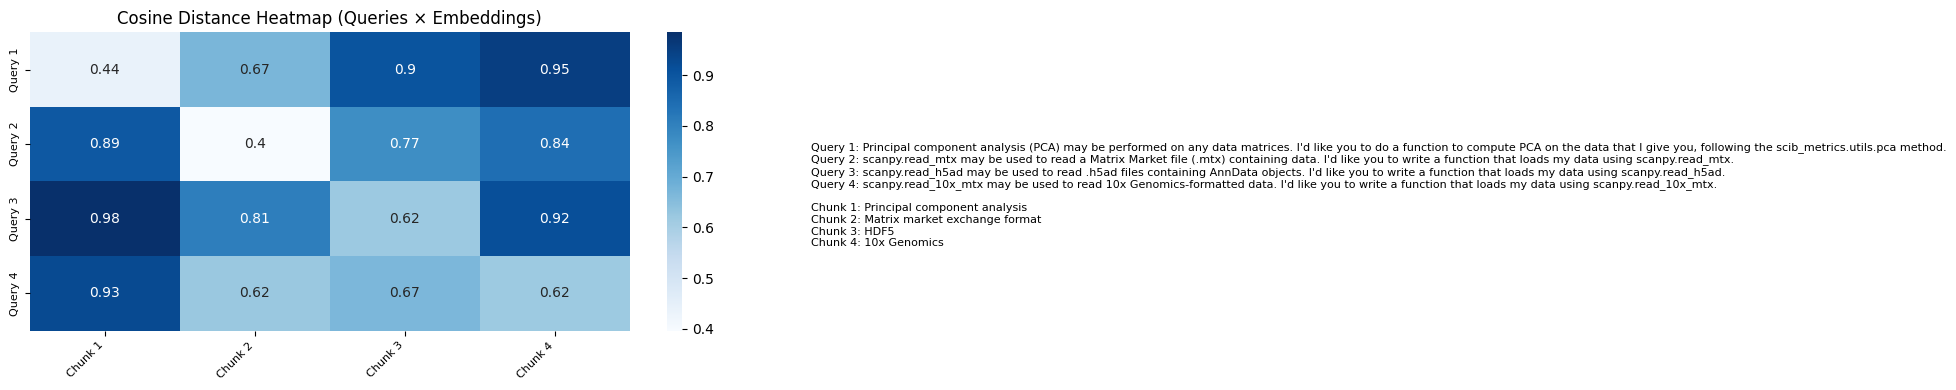 Cosine Distance Heatmap (Queries × Embeddings)
Query 1
0.44 0.67 0.9 0.95
Query 2
0.89 0.4 0.77 0.84
Query 3
0.98 0.81 0.62 0.92
Query 4
0.93 0.62 0.67 0.62
Chunk 1 Chunk 2 Chunk 3 Chunk 4
0.9
0.8
0.7
0.6
0.5
0.4
Query 1: Principal component analysis (PCA) may be performed on any data matrices. I'd like you to do a function to compute PCA on the data that I give you, following the scib_metrics.utils.pca method.
Query 2: scanpy.read_mtx may be used to read a Matrix Market file (.mtx) containing data. I'd like you to write a function that loads my data using scanpy.read_mtx.
Query 3: scanpy.read_h5ad may be used to read .h5ad files containing AnnData objects. I'd like you to write a function that loads my data using scanpy.read_h5ad.
Query 4: scanpy.read_10x_mtx may be used to read 10x Genomics-formatted data. I'd like you to write a function that loads my data using scanpy.read_10x_mtx.
Chunk 1: Principal component analysis
Chunk 2: Matrix market exchange format
Chunk 3: HDF5
Chunk 4: 10x Genomics